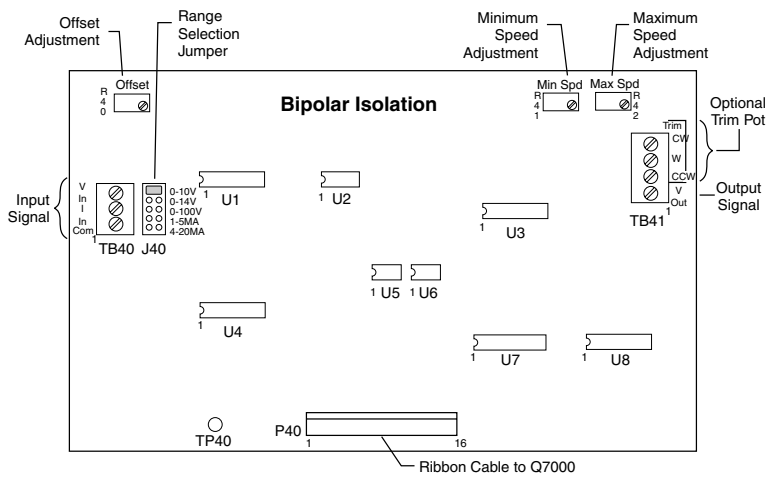 Offset
Adjustment
Range
Selection
Jumper
Minimum
Speed
Adjustment
Maximum
Speed
Adjustment
Offset
R
4
0
Bipolar Isolation
Min Spd
R
4
1
Max Spd
R
4
2
Optional
Trim Pot
Trim
CW
W
CCW
V
Out
1
TB41
Output
Signal
Input
Signal
V
In
I
In
Com
1
TB40
J40
0-10V
0-14V
0-100V
1-5MA
4-20MA
1
U1
1
U2
1
U3
1
U5
1
U6
1
U4
1
U7
1
U8
TP40
P40
1
16
Ribbon Cable to Q7000